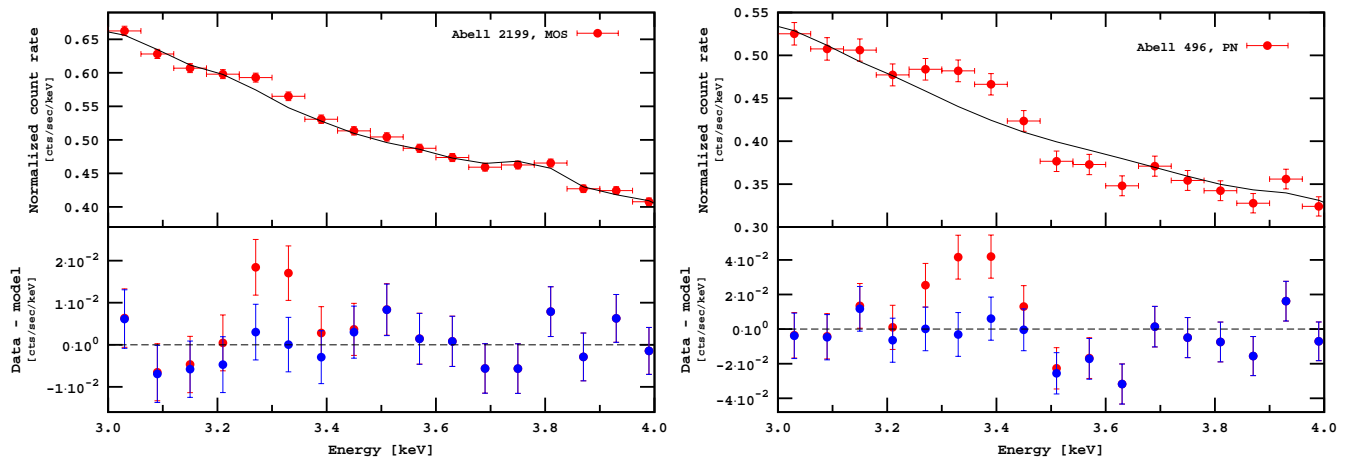 Abell 2199, MOS
Normalized count rate
[cts/sec/keV]
0.65
0.60
0.55
0.50
0.45
0.40
Data - model
[cts/sec/keV]
2·10⁻²
1·10⁻²
0·10⁰
-1·10⁻²
3.0 3.2 3.4 3.6 3.8 4.0
Energy [keV]
Abell 496, PN
Normalized count rate
[cts/sec/keV]
0.55
0.50
0.45
0.40
0.35
0.30
Data - model
[cts/sec/keV]
4·10⁻²
2·10⁻²
0·10⁰
-2·10⁻²
-4·10⁻²
3.0 3.2 3.4 3.6 3.8 4.0
Energy [keV]